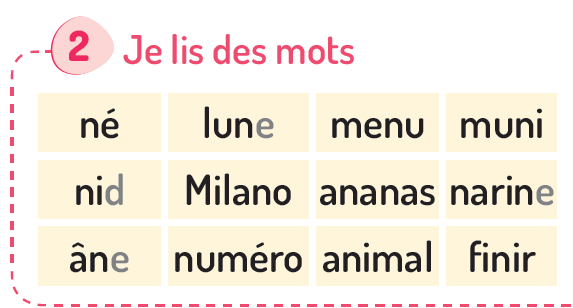 2 Je lis des mots
né lune menu muni
nid Milano ananas narine
âne numéro animal finir